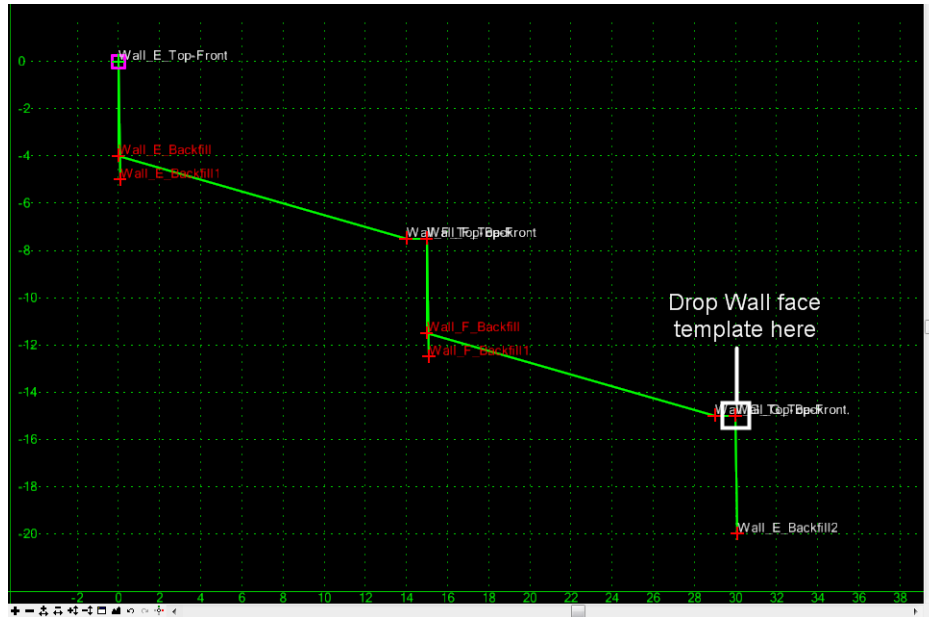 Wall_E_Top-Front
0
-2
Wall_E_Backfill
-4
Wall_E_Backfill1
-6
-8
Drop Wall face
template here
-10
Wall_F_Backfill
-12
Wall_F_Backfill1
-14
-16
-18
Wall_E_Backfill2
-20
-2 0 2 4 6 8 10 12 14 16 18 20 22 24 26 28 30 32 34 36 38